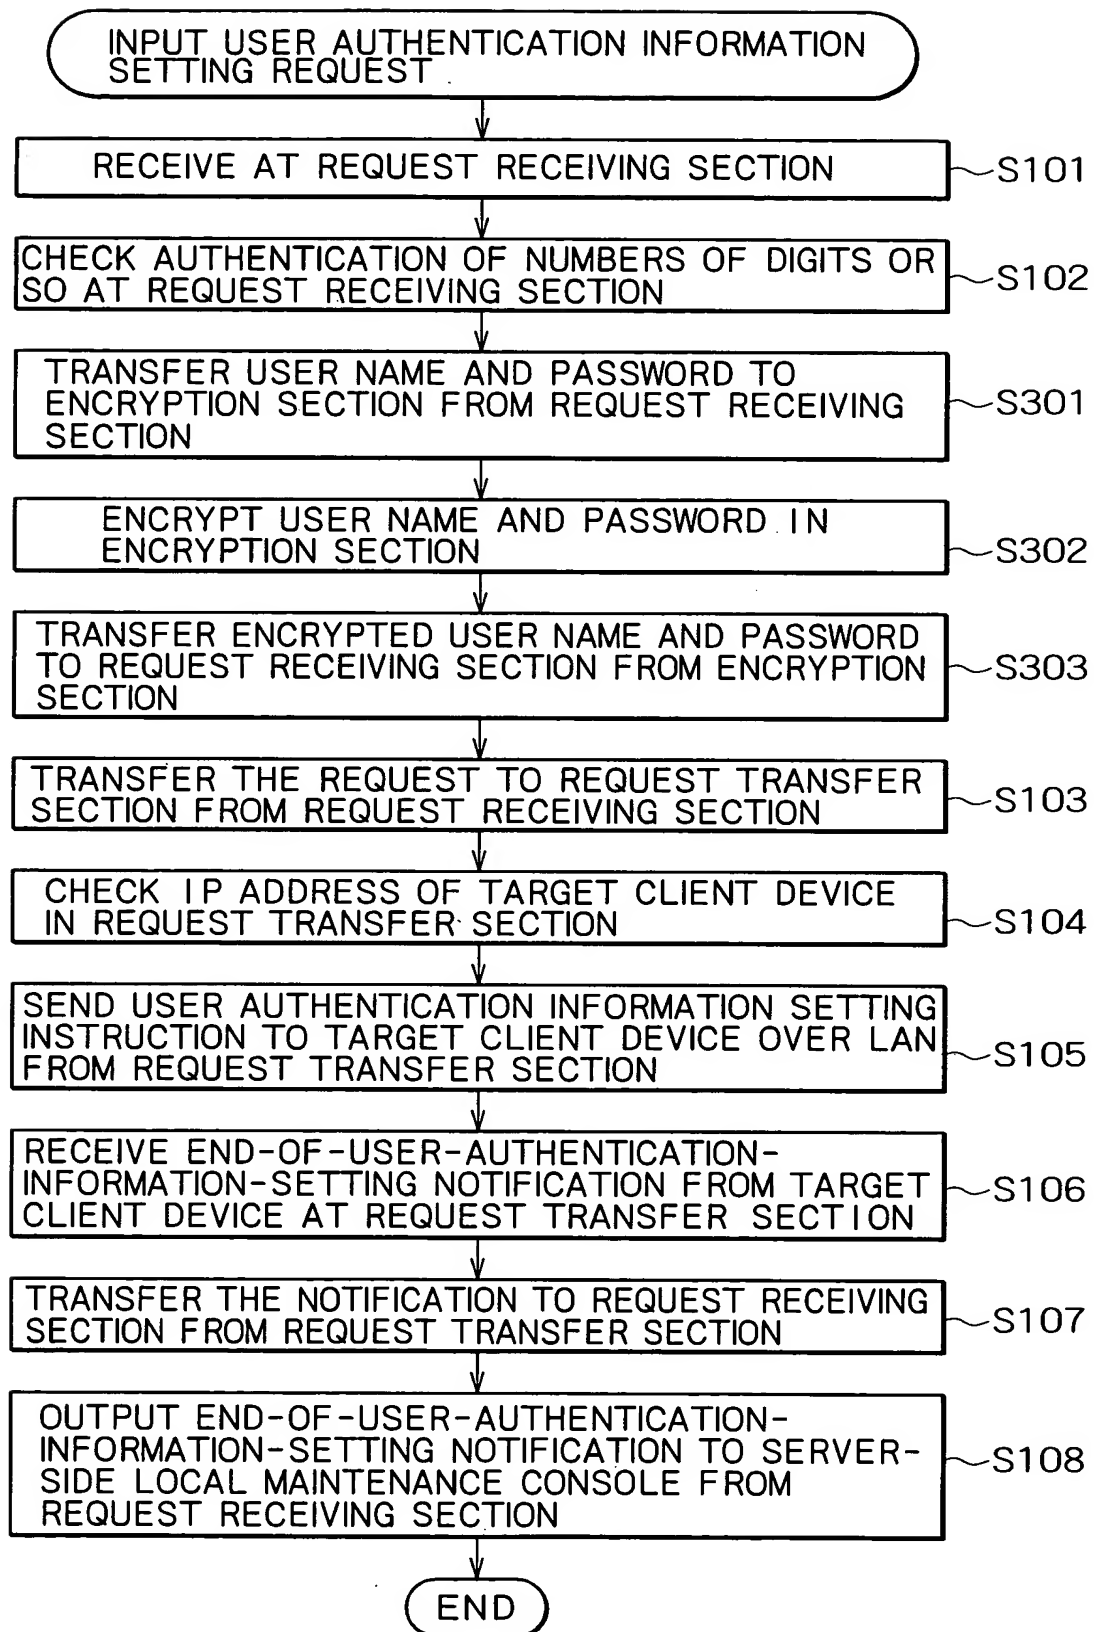 INPUT USER AUTHENTICATION INFORMATION
SETTING REQUEST
RECEIVE AT REQUEST RECEIVING SECTION
S101
CHECK AUTHENTICATION OF NUMBERS OF DIGITS OR
SO AT REQUEST RECEIVING SECTION
S102
TRANSFER USER NAME AND PASSWORD TO
ENCRYPTION SECTION FROM REQUEST RECEIVING
SECTION
S301
ENCRYPT USER NAME AND PASSWORD IN
ENCRYPTION SECTION
S302
TRANSFER ENCRYPTED USER NAME AND PASSWORD
TO REQUEST RECEIVING SECTION FROM ENCRYPTION
SECTION
S303
TRANSFER THE REQUEST TO REQUEST TRANSFER
SECTION FROM REQUEST RECEIVING SECTION
S103
CHECK IP ADDRESS OF TARGET CLIENT DEVICE
IN REQUEST TRANSFER SECTION
S104
SEND USER AUTHENTICATION INFORMATION SETTING
INSTRUCTION TO TARGET CLIENT DEVICE OVER LAN
FROM REQUEST TRANSFER SECTION
S105
RECEIVE END-OF-USER-AUTHENTICATION-
INFORMATION-SETTING NOTIFICATION FROM TARGET
CLIENT DEVICE AT REQUEST TRANSFER SECTION
S106
TRANSFER THE NOTIFICATION TO REQUEST RECEIVING
SECTION FROM REQUEST TRANSFER SECTION
S107
OUTPUT END-OF-USER-AUTHENTICATION-
INFORMATION-SETTING NOTIFICATION TO SERVER-
SIDE LOCAL MAINTENANCE CONSOLE FROM
REQUEST RECEIVING SECTION
S108
END